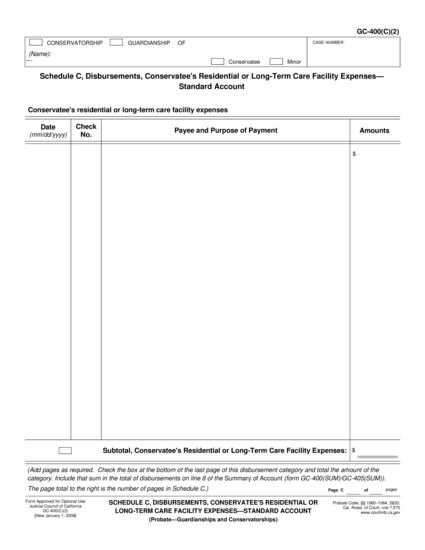 GC-400(C)(2)
CONSERVATORSHIP GUARDIANSHIP OF
CASE NUMBER:
(Name):
Conservatee Minor
Schedule C, Disbursements, Conservatee's Residential or Long-Term Care Facility Expenses—
Standard Account
Conservatee's residential or long-term care facility expenses
Date
(mm/dd/yyyy)
Check
No.
Payee and Purpose of Payment
Amounts
$
Subtotal, Conservatee's Residential or Long-Term Care Facility Expenses: $
(Add pages as required. Check the box at the bottom of the last page of this disbursement category and total the amount of the
category. Include that sum in the total of disbursements on line 8 of the Summary of Account (form GC-400(SUM)/GC-405(SUM)).
The page total to the right is the number of pages in Schedule C.)
Page C of pages
Form Approved for Optional Use
Judicial Council of California
GC-400(C)(2)
[New January 1, 2008]
SCHEDULE C, DISBURSEMENTS, CONSERVATEE'S RESIDENTIAL OR
LONG-TERM CARE FACILITY EXPENSES—STANDARD ACCOUNT
(Probate—Guardianships and Conservatorships)
Probate Code, §§ 1060–1064, 2620;
Cal. Rules of Court, rule 7.575
www.courtinfo.ca.gov